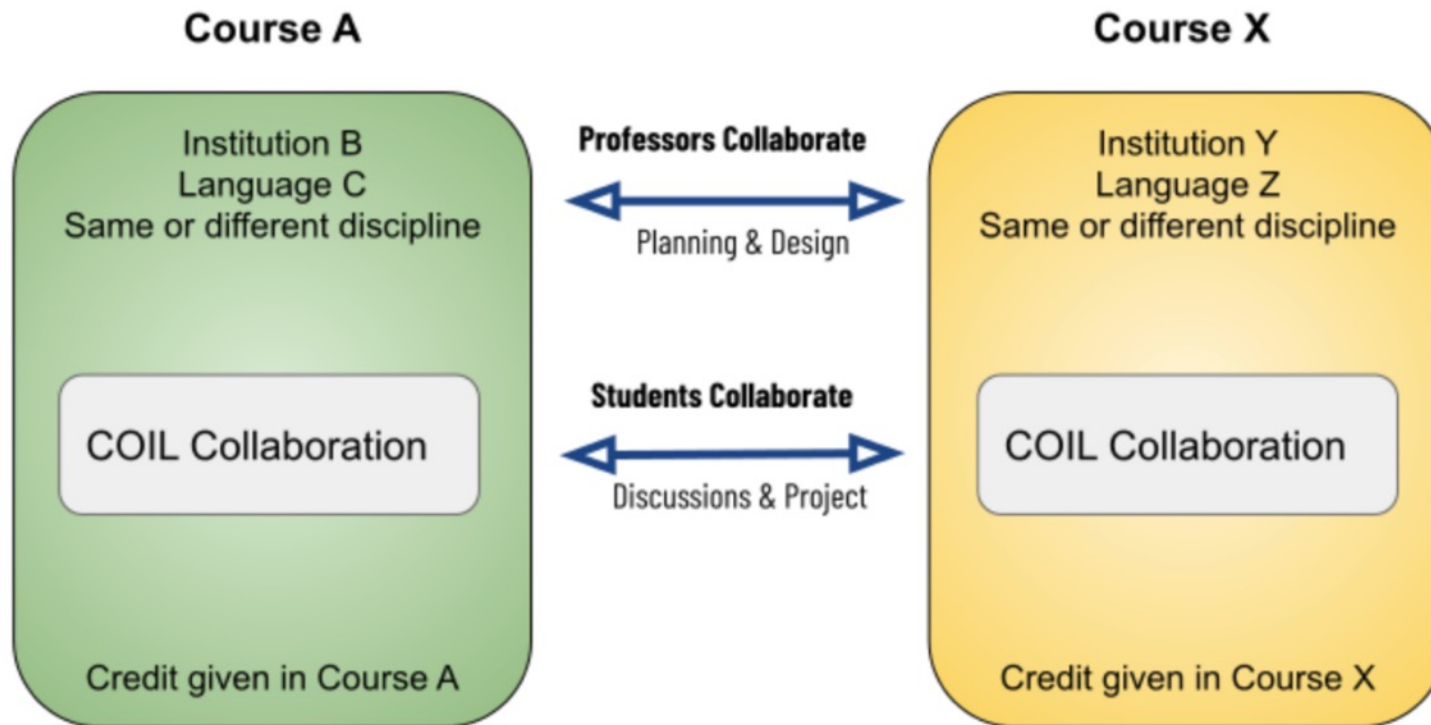 Course A
Institution B
Language C
Same or different discipline
COIL Collaboration
Credit given in Course A
Professors Collaborate
Planning & Design
Students Collaborate
Discussions & Project
Course X
Institution Y
Language Z
Same or different discipline
COIL Collaboration
Credit given in Course X